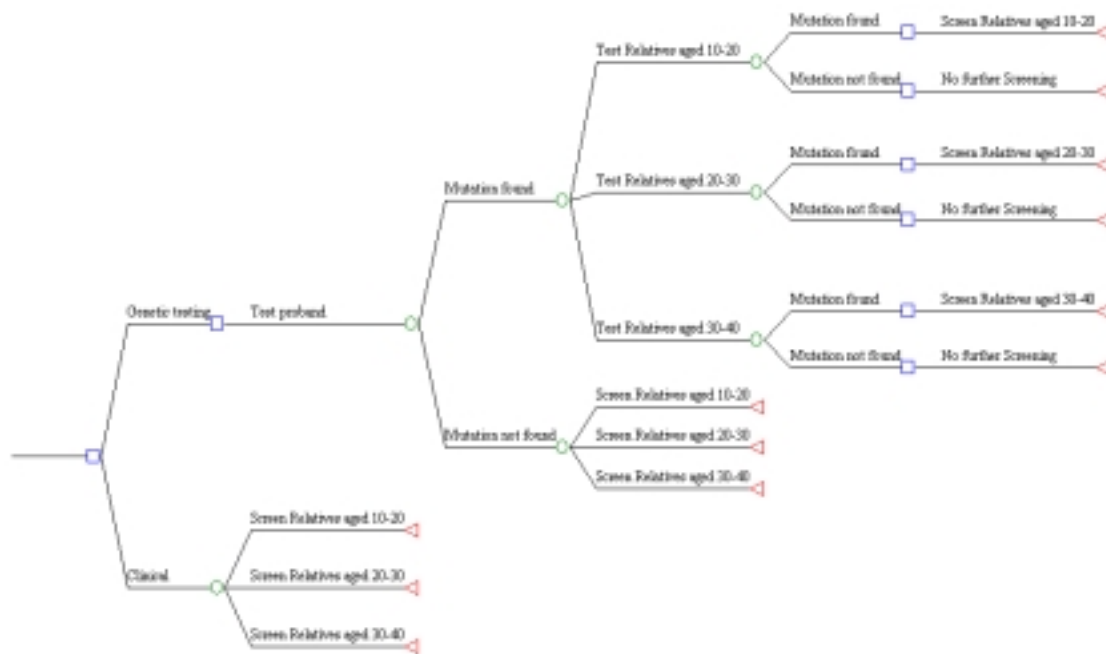 Mutation found
Screen Relatives aged 10-20
Test Relatives aged 10-20
Mutation not found
No further Screening
Mutation found
Screen Relatives aged 20-30
Mutation found
Test Relatives aged 20-30
Mutation not found
No further Screening
Mutation found
Screen Relatives aged 30-40
Genetic testing
Test proband
Test Relatives aged 30-40
Mutation not found
No further Screening
Screen Relatives aged 10-20
Mutation not found
Screen Relatives aged 20-30
Screen Relatives aged 30-40
Screen Relatives aged 10-20
Clinical
Screen Relatives aged 20-30
Screen Relatives aged 30-40